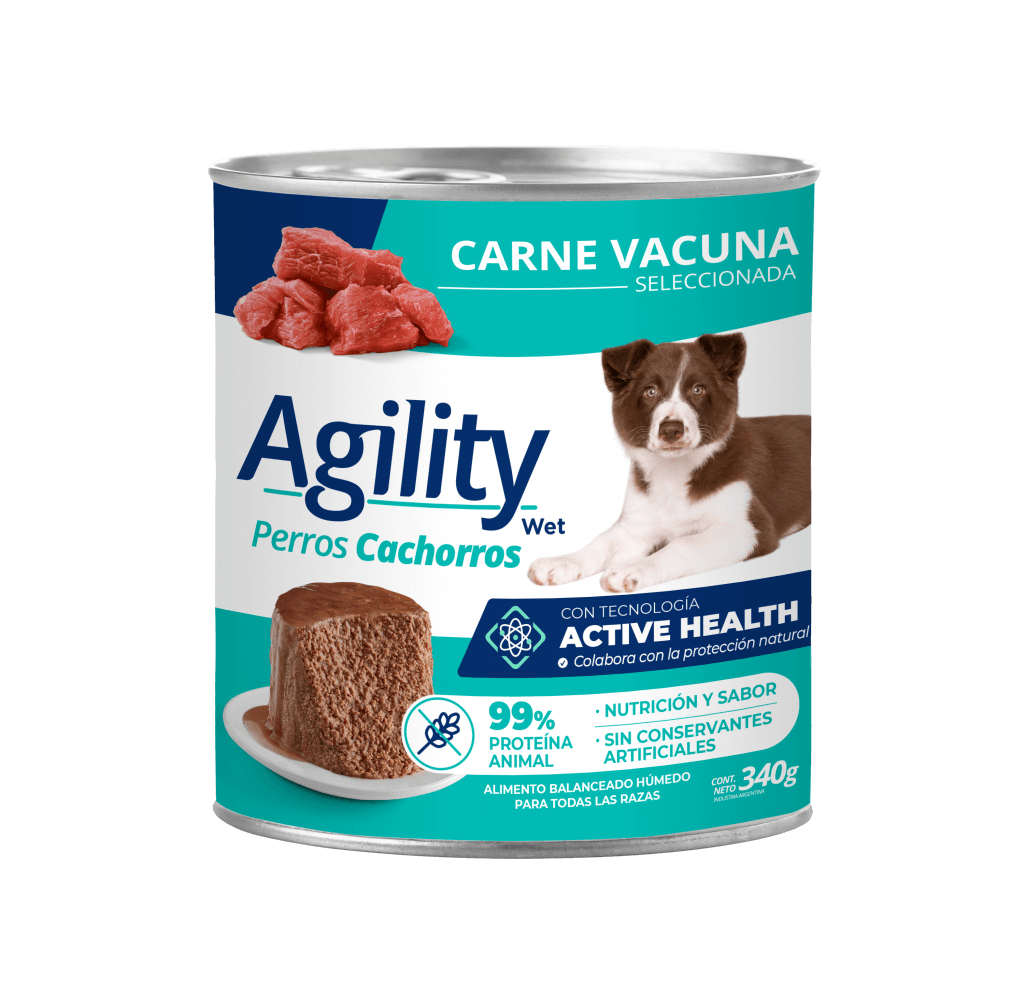 CARNE VACUNA
SELECCIONADA
Agility
Wet
Perros Cachorros
CON TECNOLOGÍA
ACTIVE HEALTH
Colabora con la protección natural
99%
PROTEÍNA
ANIMAL
· NUTRICIÓN Y SABOR
· SIN CONSERVANTES
ARTIFICIALES
ALIMENTO BALANCEADO HÚMEDO
PARA TODAS LAS RAZAS
CONT.
NETO 340g
INDUSTRIA ARGENTINA